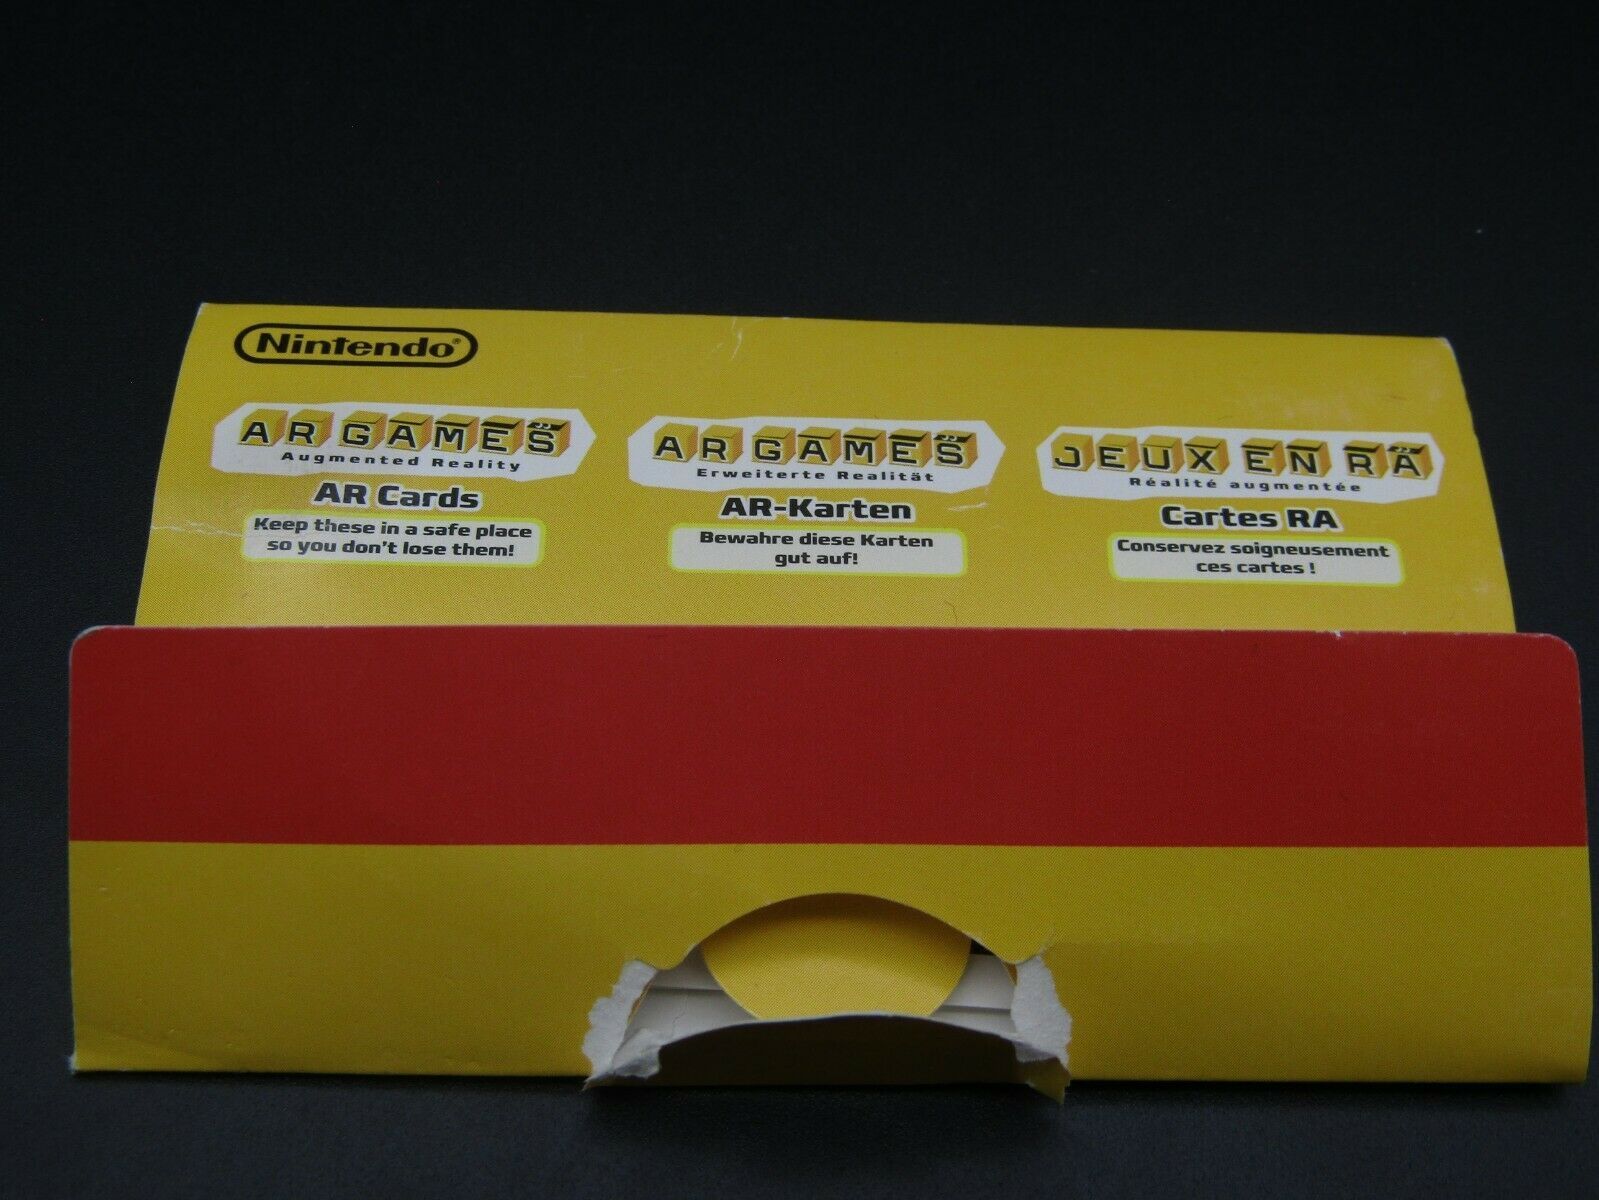 Nintendo®
AR GAMES
Augmented Reality
AR Cards
Keep these in a safe place
so you don't lose them!
AR GAMES
Erweiterte Realität
AR-Karten
Bewahre diese Karten
gut auf!
JEUX EN RA
Réalité augmentée
Cartes RA
Conservez soigneusement
ces cartes !